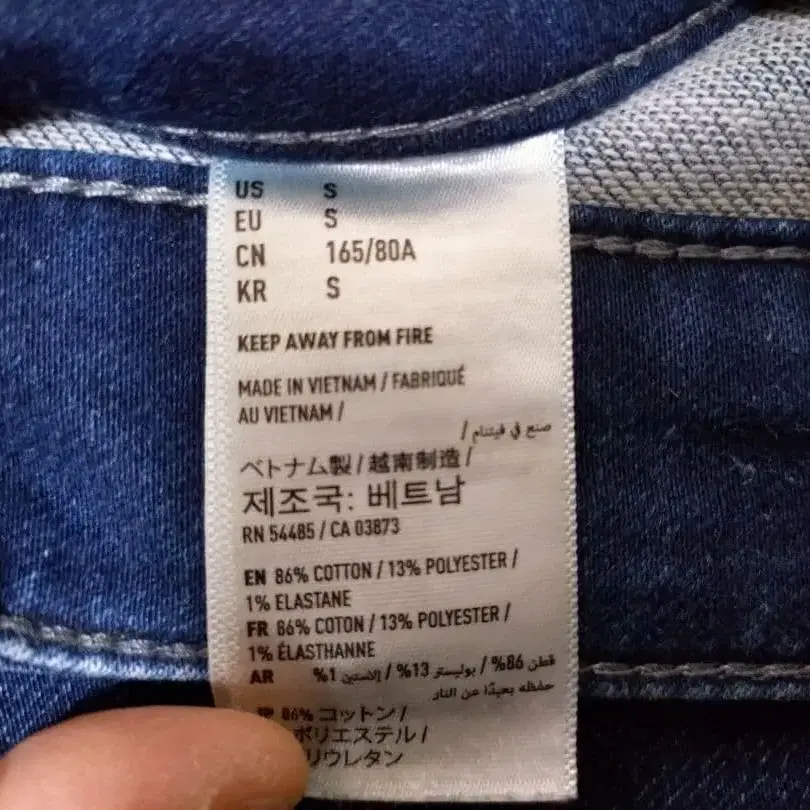 US S
EU S
CN 165/80A
KR S
KEEP AWAY FROM FIRE
MADE IN VIETNAM / FABRIQUÉ
AU VIETNAM /
صنع في فيتنام /
ベトナム製 / 越南制造 /
제조국: 베트남
RN 54485 / CA 03873
EN 86% COTTON / 13% POLYESTER /
1% ELASTANE
FR 86% COTON / 13% POLYESTER /
1% ÉLASTHANNE
AR قطن 86% / بوليستر 13% / إلاستين 1%
حفظه بعيدًا عن النار
86% コットン /
ポリエステル /
リウレタン